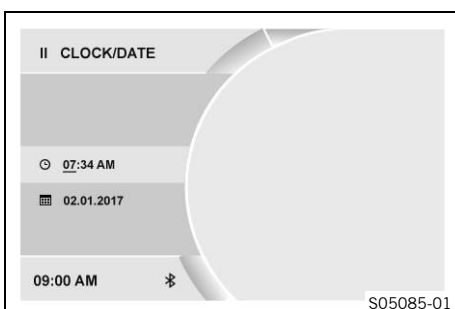 II CLOCK/DATE
07:34 AM
02.01.2017
09:00 AM
S05085-01